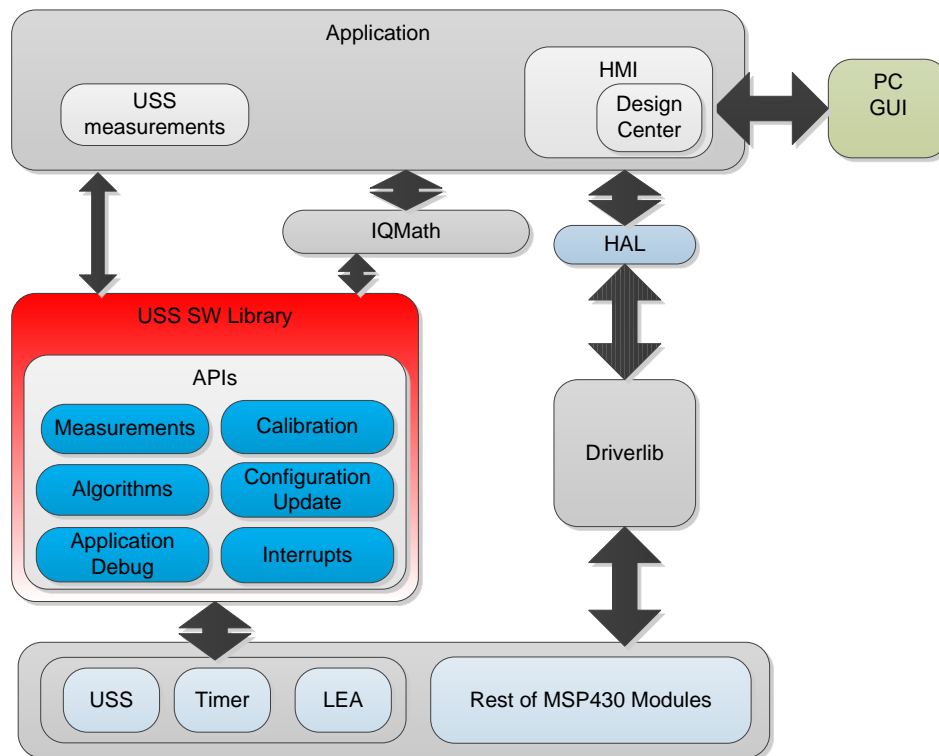 Application
USS
measurements
HMI
Design
Center
PC
GUI
IQMath
HAL
USS SW Library
APIs
Measurements
Calibration
Algorithms
Configuration
Update
Application
Debug
Interrupts
Driverlib
USS
Timer
LEA
Rest of MSP430 Modules